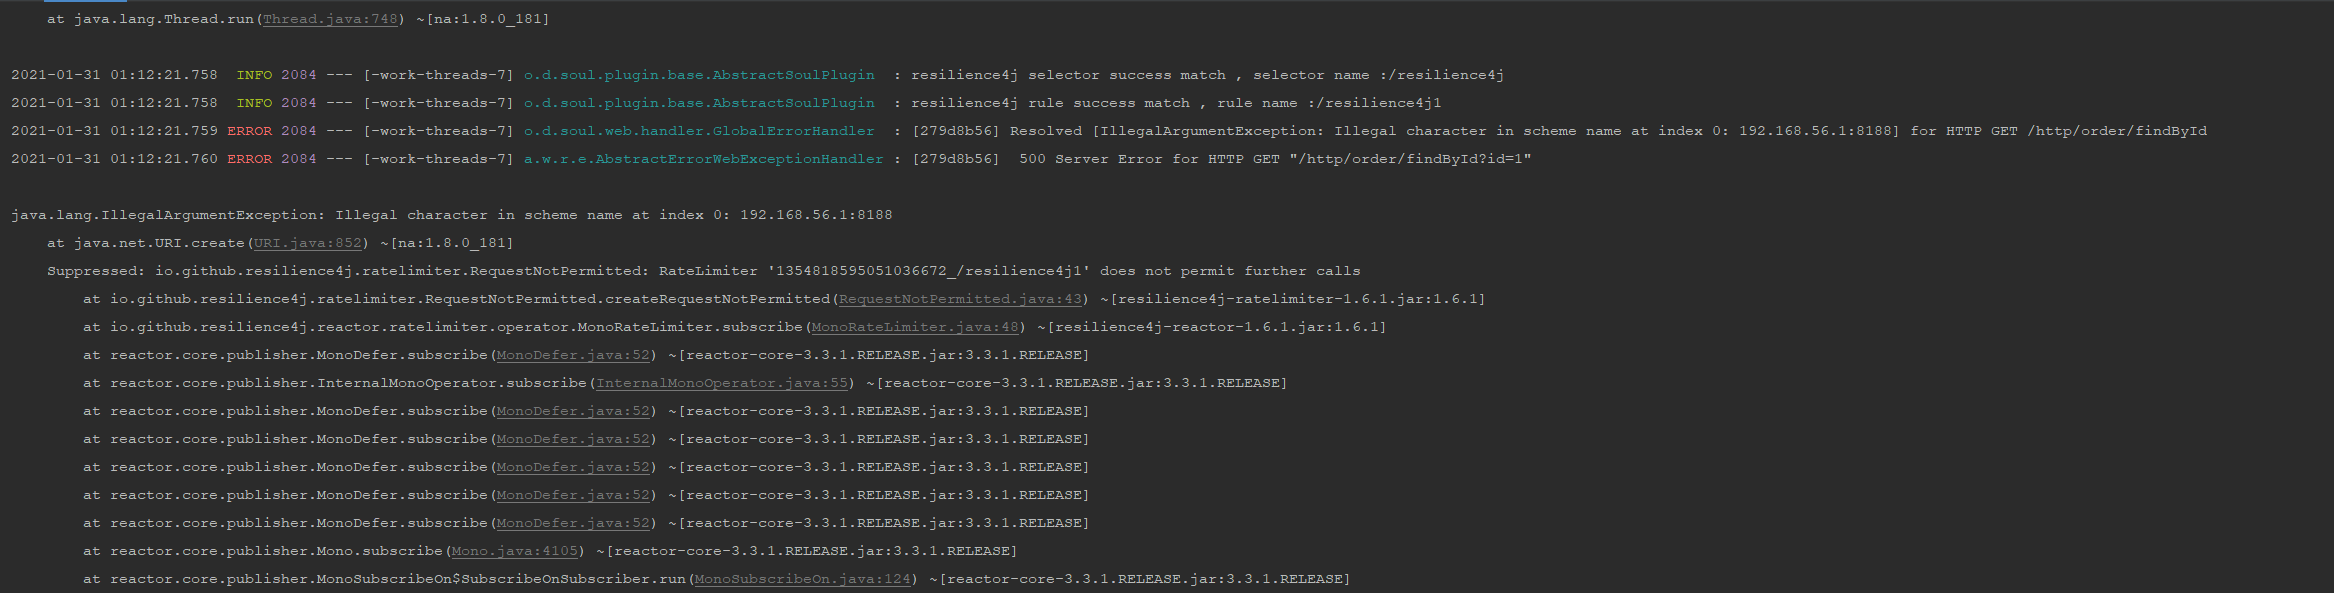 at java.lang.Thread.run(Thread.java:748) ~[na:1.8.0_181]
2021-01-31 01:12:21.758  INFO 2084 --- [-work-threads-7] o.d.soul.plugin.base.AbstractSoulPlugin  : resilience4j selector success match , selector name :/resilience4j
2021-01-31 01:12:21.758  INFO 2084 --- [-work-threads-7] o.d.soul.plugin.base.AbstractSoulPlugin  : resilience4j rule success match , rule name :/resilience4j1
2021-01-31 01:12:21.759 ERROR 2084 --- [-work-threads-7] o.d.soul.web.handler.GlobalErrorHandler  : [279d8b56] Resolved [IllegalArgumentException: Illegal character in scheme name at index 0: 192.168.56.1:8188] for HTTP GET /http/order/findById
2021-01-31 01:12:21.760 ERROR 2084 --- [-work-threads-7] a.w.r.e.AbstractErrorWebExceptionHandler : [279d8b56]  500 Server Error for HTTP GET "/http/order/findById?id=1"
java.lang.IllegalArgumentException: Illegal character in scheme name at index 0: 192.168.56.1:8188
at java.net.URI.create(URI.java:852) ~[na:1.8.0_181]
Suppressed: io.github.resilience4j.ratelimiter.RequestNotPermitted: RateLimiter '1354818595051036672_/resilience4j1' does not permit further calls
at io.github.resilience4j.ratelimiter.RequestNotPermitted.createRequestNotPermitted(RequestNotPermitted.java:43) ~[resilience4j-ratelimiter-1.6.1.jar:1.6.1]
at io.github.resilience4j.reactor.ratelimiter.operator.MonoRateLimiter.subscribe(MonoRateLimiter.java:48) ~[resilience4j-reactor-1.6.1.jar:1.6.1]
at reactor.core.publisher.MonoDefer.subscribe(MonoDefer.java:52) ~[reactor-core-3.3.1.RELEASE.jar:3.3.1.RELEASE]
at reactor.core.publisher.InternalMonoOperator.subscribe(InternalMonoOperator.java:55) ~[reactor-core-3.3.1.RELEASE.jar:3.3.1.RELEASE]
at reactor.core.publisher.MonoDefer.subscribe(MonoDefer.java:52) ~[reactor-core-3.3.1.RELEASE.jar:3.3.1.RELEASE]
at reactor.core.publisher.MonoDefer.subscribe(MonoDefer.java:52) ~[reactor-core-3.3.1.RELEASE.jar:3.3.1.RELEASE]
at reactor.core.publisher.MonoDefer.subscribe(MonoDefer.java:52) ~[reactor-core-3.3.1.RELEASE.jar:3.3.1.RELEASE]
at reactor.core.publisher.MonoDefer.subscribe(MonoDefer.java:52) ~[reactor-core-3.3.1.RELEASE.jar:3.3.1.RELEASE]
at reactor.core.publisher.MonoDefer.subscribe(MonoDefer.java:52) ~[reactor-core-3.3.1.RELEASE.jar:3.3.1.RELEASE]
at reactor.core.publisher.Mono.subscribe(Mono.java:4105) ~[reactor-core-3.3.1.RELEASE.jar:3.3.1.RELEASE]
at reactor.core.publisher.MonoSubscribeOn$SubscribeOnSubscriber.run(MonoSubscribeOn.java:124) ~[reactor-core-3.3.1.RELEASE.jar:3.3.1.RELEASE]